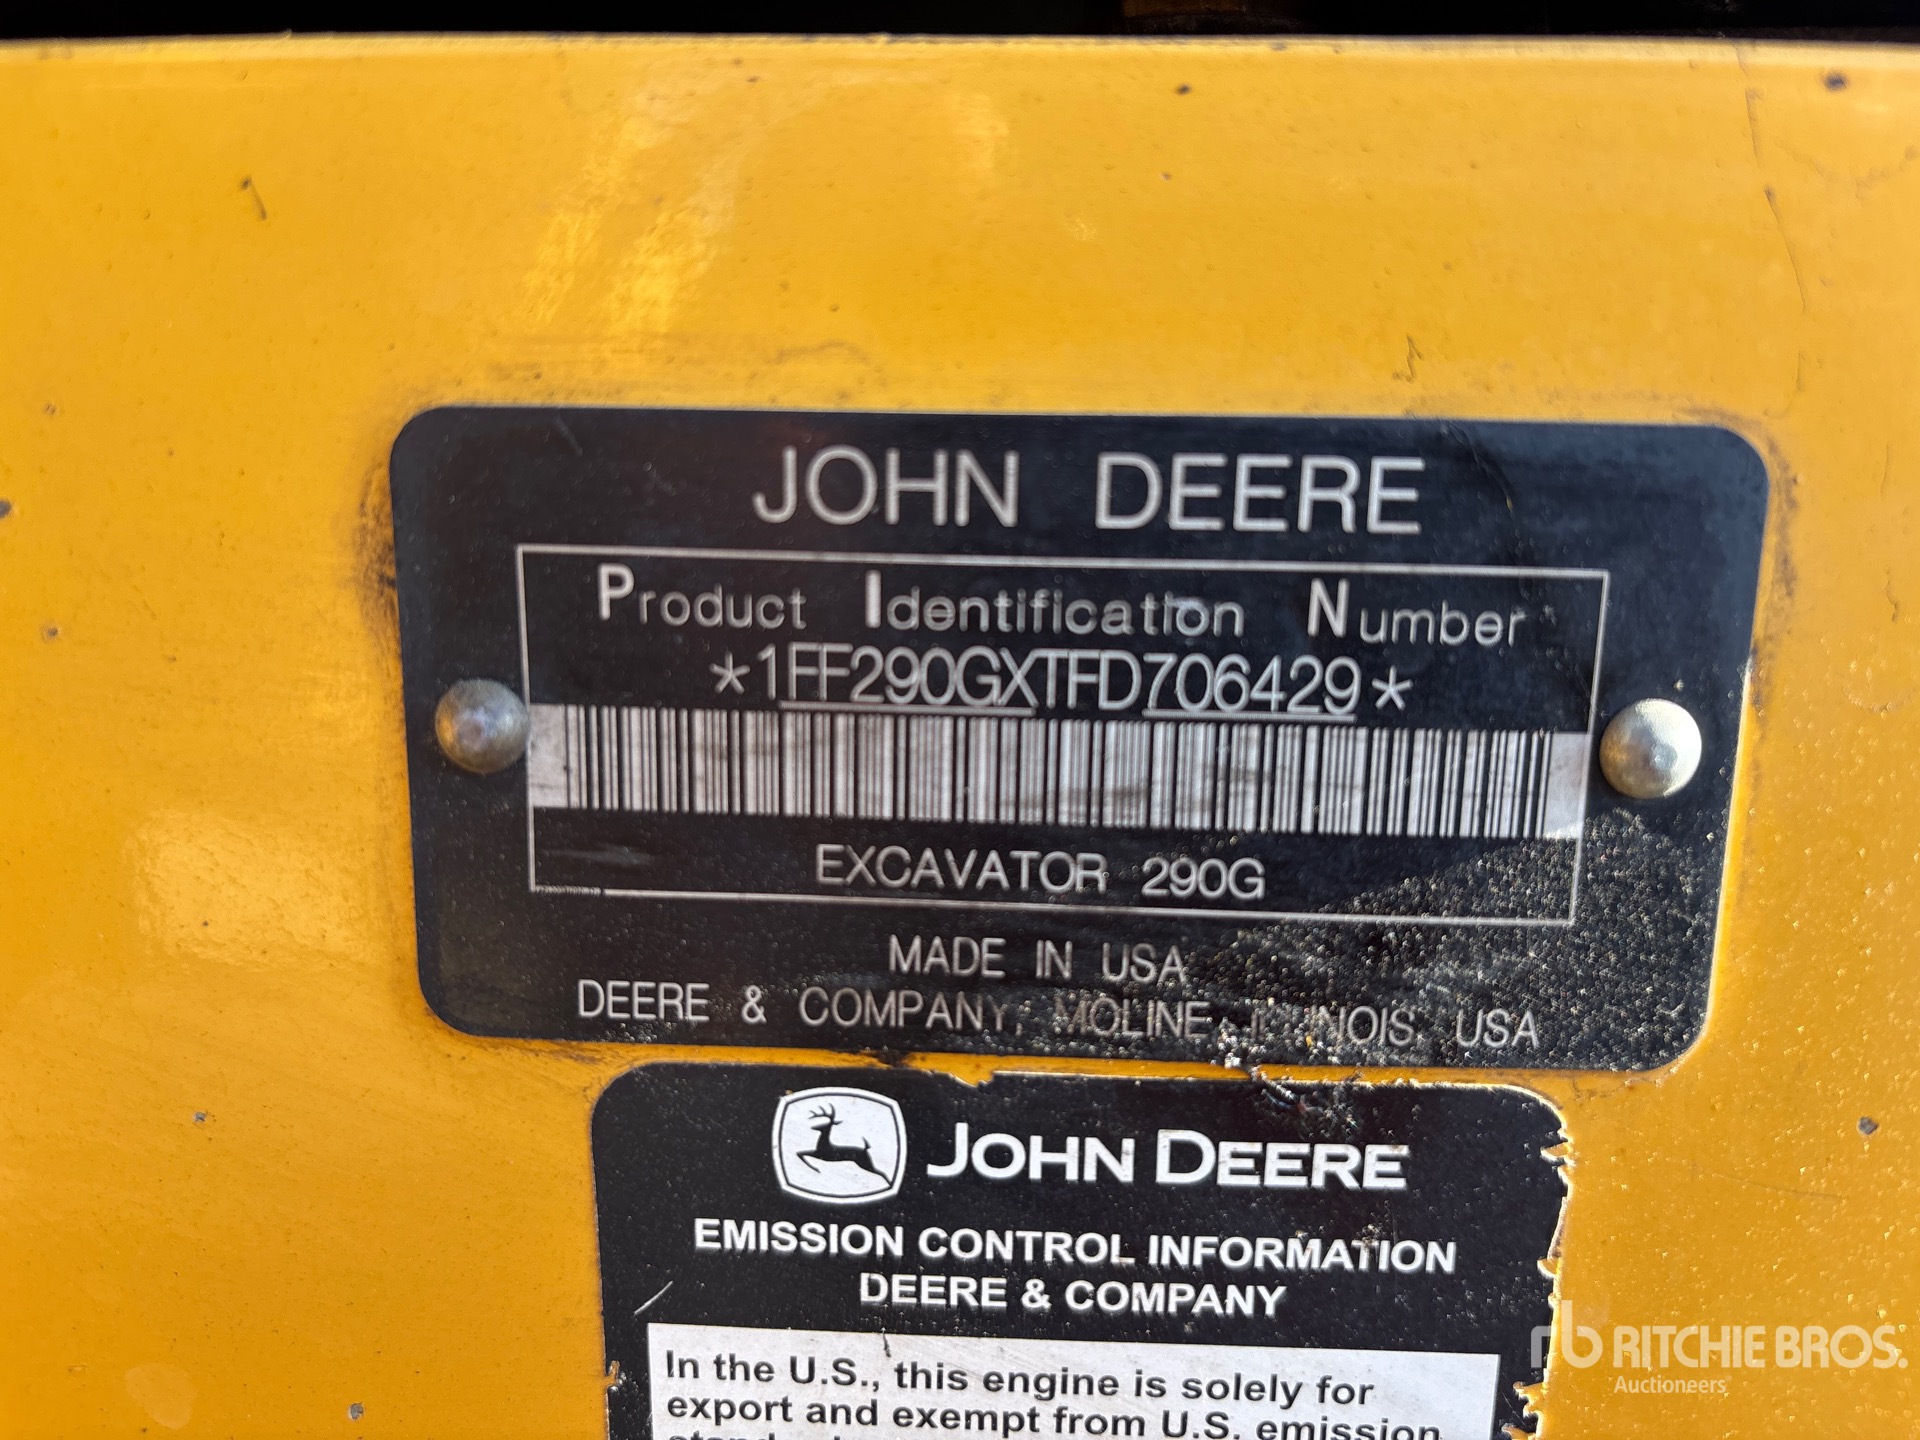 JOHN DEERE
Product Identification Number
*1FF290GXTFD706429*
EXCAVATOR 290G
MADE IN USA
DEERE & COMPANY, MOLINE, ILLINOIS USA
JOHN DEERE
EMISSION CONTROL INFORMATION
DEERE & COMPANY
In the U.S., this engine is solely for
export and exempt from U.S. emission
rb RITCHIE BROS.
Auctioneers